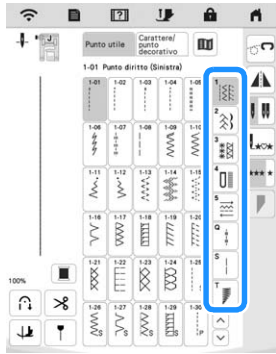 Punto utile
Carattere/
punto
decorativo
1-01 Punto diritto (Sinistra)
1-01 1-02 1-03 1-04 1-05
1-06 1-07 1-08 1-09 1-10
1-11 1-12 1-13 1-14 1-15
1-16 1-17 1-18 1-19 1-20
1-21 1-22 1-23 1-24 1-25
1-26 1-27 1-28 1-29 1-30
S S S P
1
2
3
4
5
Q
S
T
100%